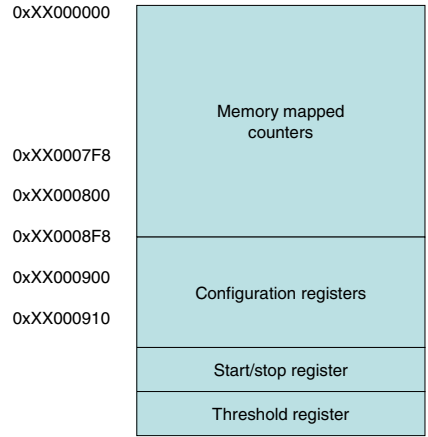 0xXX000000
Memory mapped
counters
0xXX0007F8
0xXX000800
0xXX0008F8
0xXX000900
Configuration registers
0xXX000910
Start/stop register
Threshold register